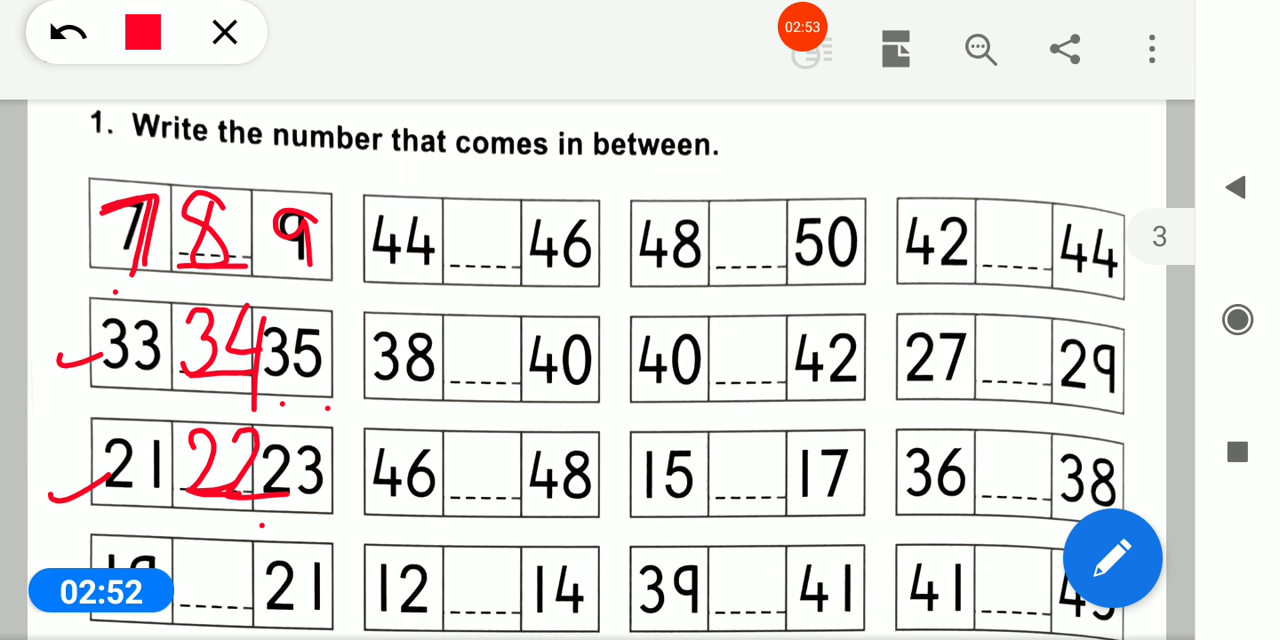 02:53
1. Write the number that comes in between.
7 8 9 44 46 48 50 42 44
3
33 34 35 38 40 40 42 27 29
21 22 23 46 48 15 17 36 38
21 12 14 39 41 41
02:52